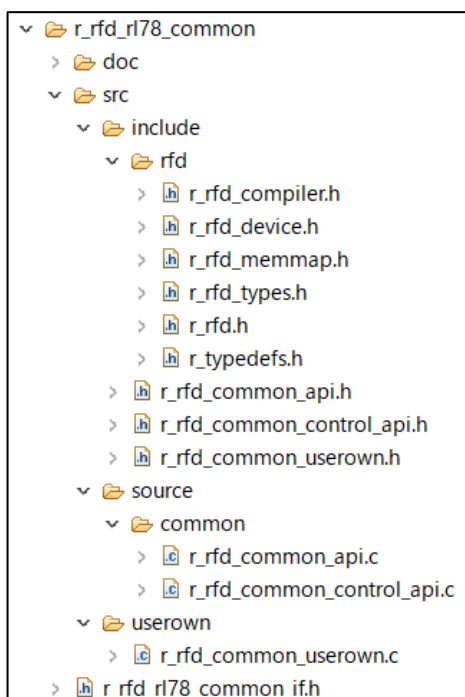 r_rfd_rl78_common
doc
src
include
rfd
r_rfd_compiler.h
r_rfd_device.h
r_rfd_memmap.h
r_rfd_types.h
r_rfd.h
r_typedefs.h
r_rfd_common_api.h
r_rfd_common_control_api.h
r_rfd_common_userown.h
source
common
r_rfd_common_api.c
r_rfd_common_control_api.c
userown
r_rfd_common_userown.c
r_rfd_rl78_common_if.h